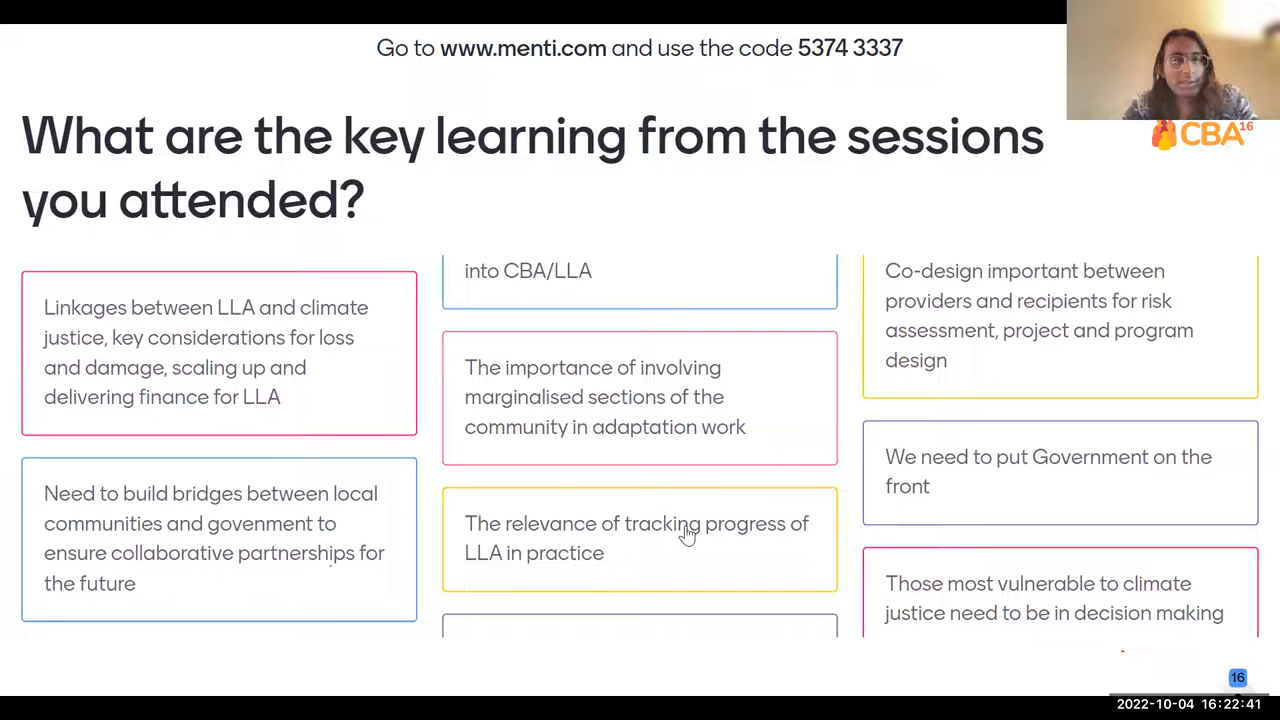 Go to www.menti.com and use the code 5374 3337
What are the key learning from the sessions
you attended?
CBA16
Linkages between LLA and climate
justice, key considerations for loss
and damage, scaling up and
delivering finance for LLA
Need to build bridges between local
communities and govenment to
ensure collaborative partnerships for
the future
into CBA/LLA
The importance of involving
marginalised sections of the
community in adaptation work
The relevance of tracking progress of
LLA in practice
Co-design important between
providers and recipients for risk
assessment, project and program
design
We need to put Government on the
front
Those most vulnerable to climate
justice need to be in decision making
16
2022-10-04 16:22:41